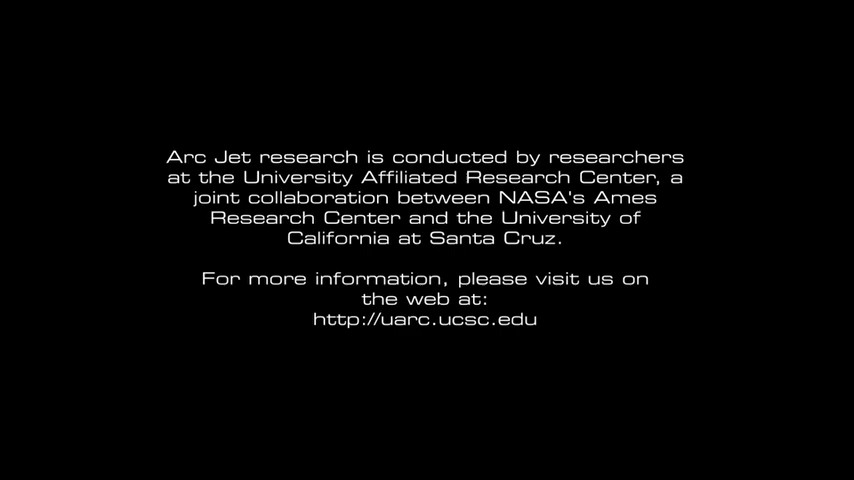 Arc Jet research is conducted by researchers
at the University Affiliated Research Center, a
joint collaboration between NASA's Ames
Research Center and the University of
California at Santa Cruz.
For more information, please visit us on
the web at:
http://uarc.ucsc.edu